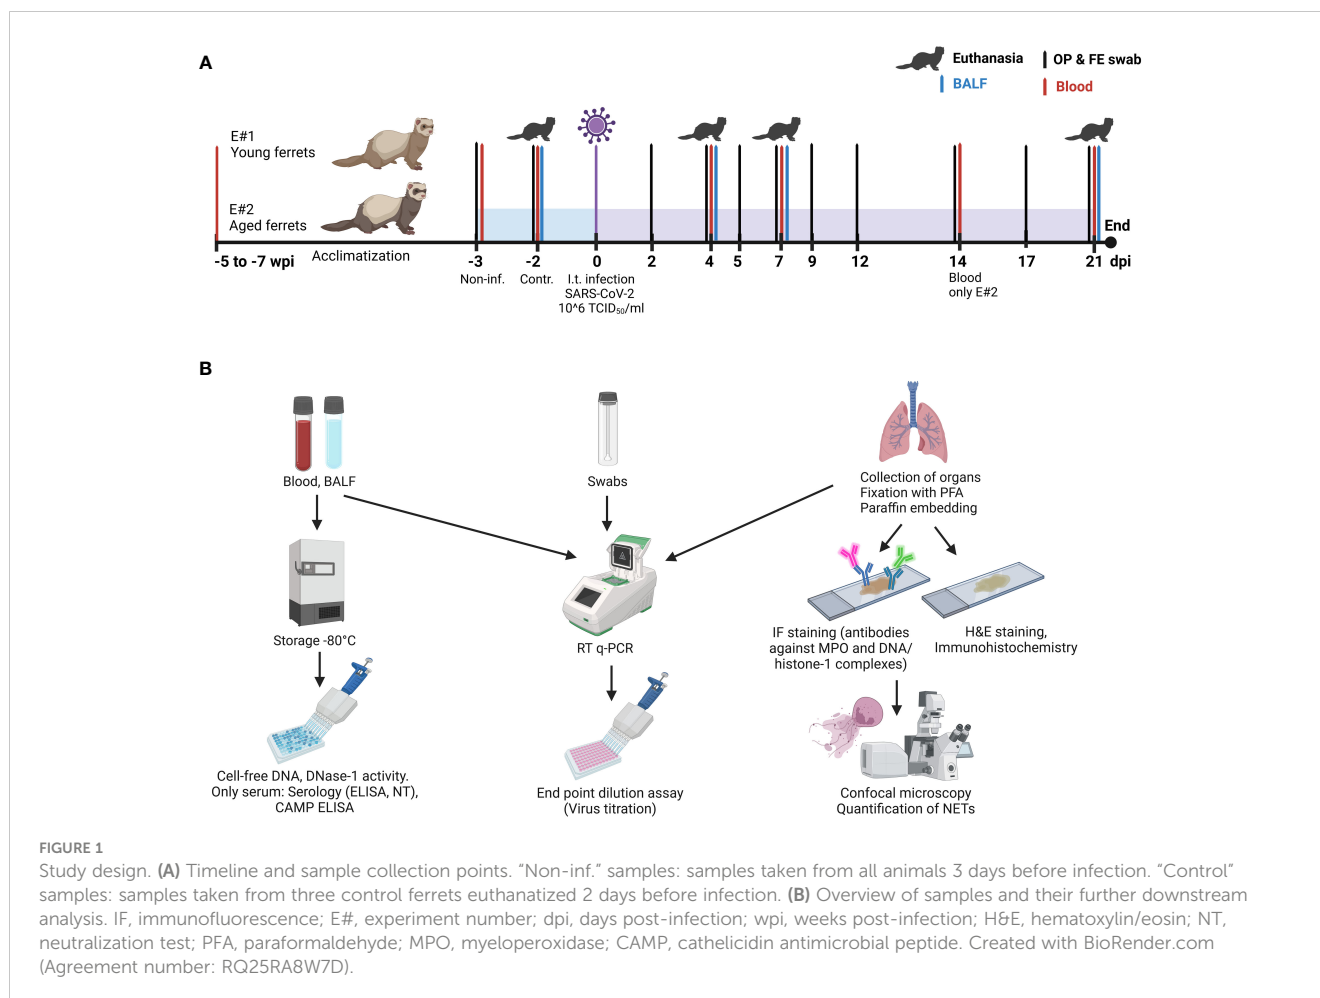 A
Euthanasia
OP & FE swab
BALF
Blood
E#1
Young ferrets
E#2
Aged ferrets
Acclimatization
End
-5 to -7 wpi
-3
-2
0
2
4
5
7
9
12
14
17
21
dpi
Non-inf.
Contr.
I.t. infection
SARS-CoV-2
10^6 TCID₅₀/ml
Blood
only E#2
B
Blood, BALF
Swabs
Collection of organs
Fixation with PFA
Paraffin embedding
Storage -80°C
RT q-PCR
IF staining (antibodies
against MPO and DNA/
histone-1 complexes)
H&E staining,
Immunohistochemistry
Cell-free DNA, DNase-1 activity.
Only serum: Serology (ELISA, NT),
CAMP ELISA
End point dilution assay
(Virus titration)
Confocal microscopy
Quantification of NETs
FIGURE 1
Study design. (A) Timeline and sample collection points. “Non-inf.” samples: samples taken from all animals 3 days before infection. “Control”
samples: samples taken from three control ferrets euthanatized 2 days before infection. (B) Overview of samples and their further downstream
analysis. IF, immunofluorescence; E#, experiment number; dpi, days post-infection; wpi, weeks post-infection; H&E, hematoxylin/eosin; NT,
neutralization test; PFA, paraformaldehyde; MPO, myeloperoxidase; CAMP, cathelicidin antimicrobial peptide. Created with BioRender.com
(Agreement number: RQ25RA8W7D).